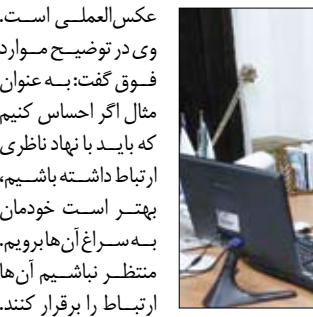 عکس‌العملی است.
وی در توضیح موارد
فوق گفت: به عنوان
مثال اگر احساس کنیم
که باید با نهاد ناظری
ارتباط داشته باشیم،
بهتر است خودمان
به سراغ آن‌ها برویم.
منتظر نباشیم آن‌ها
ارتباط را برقرار کنند.